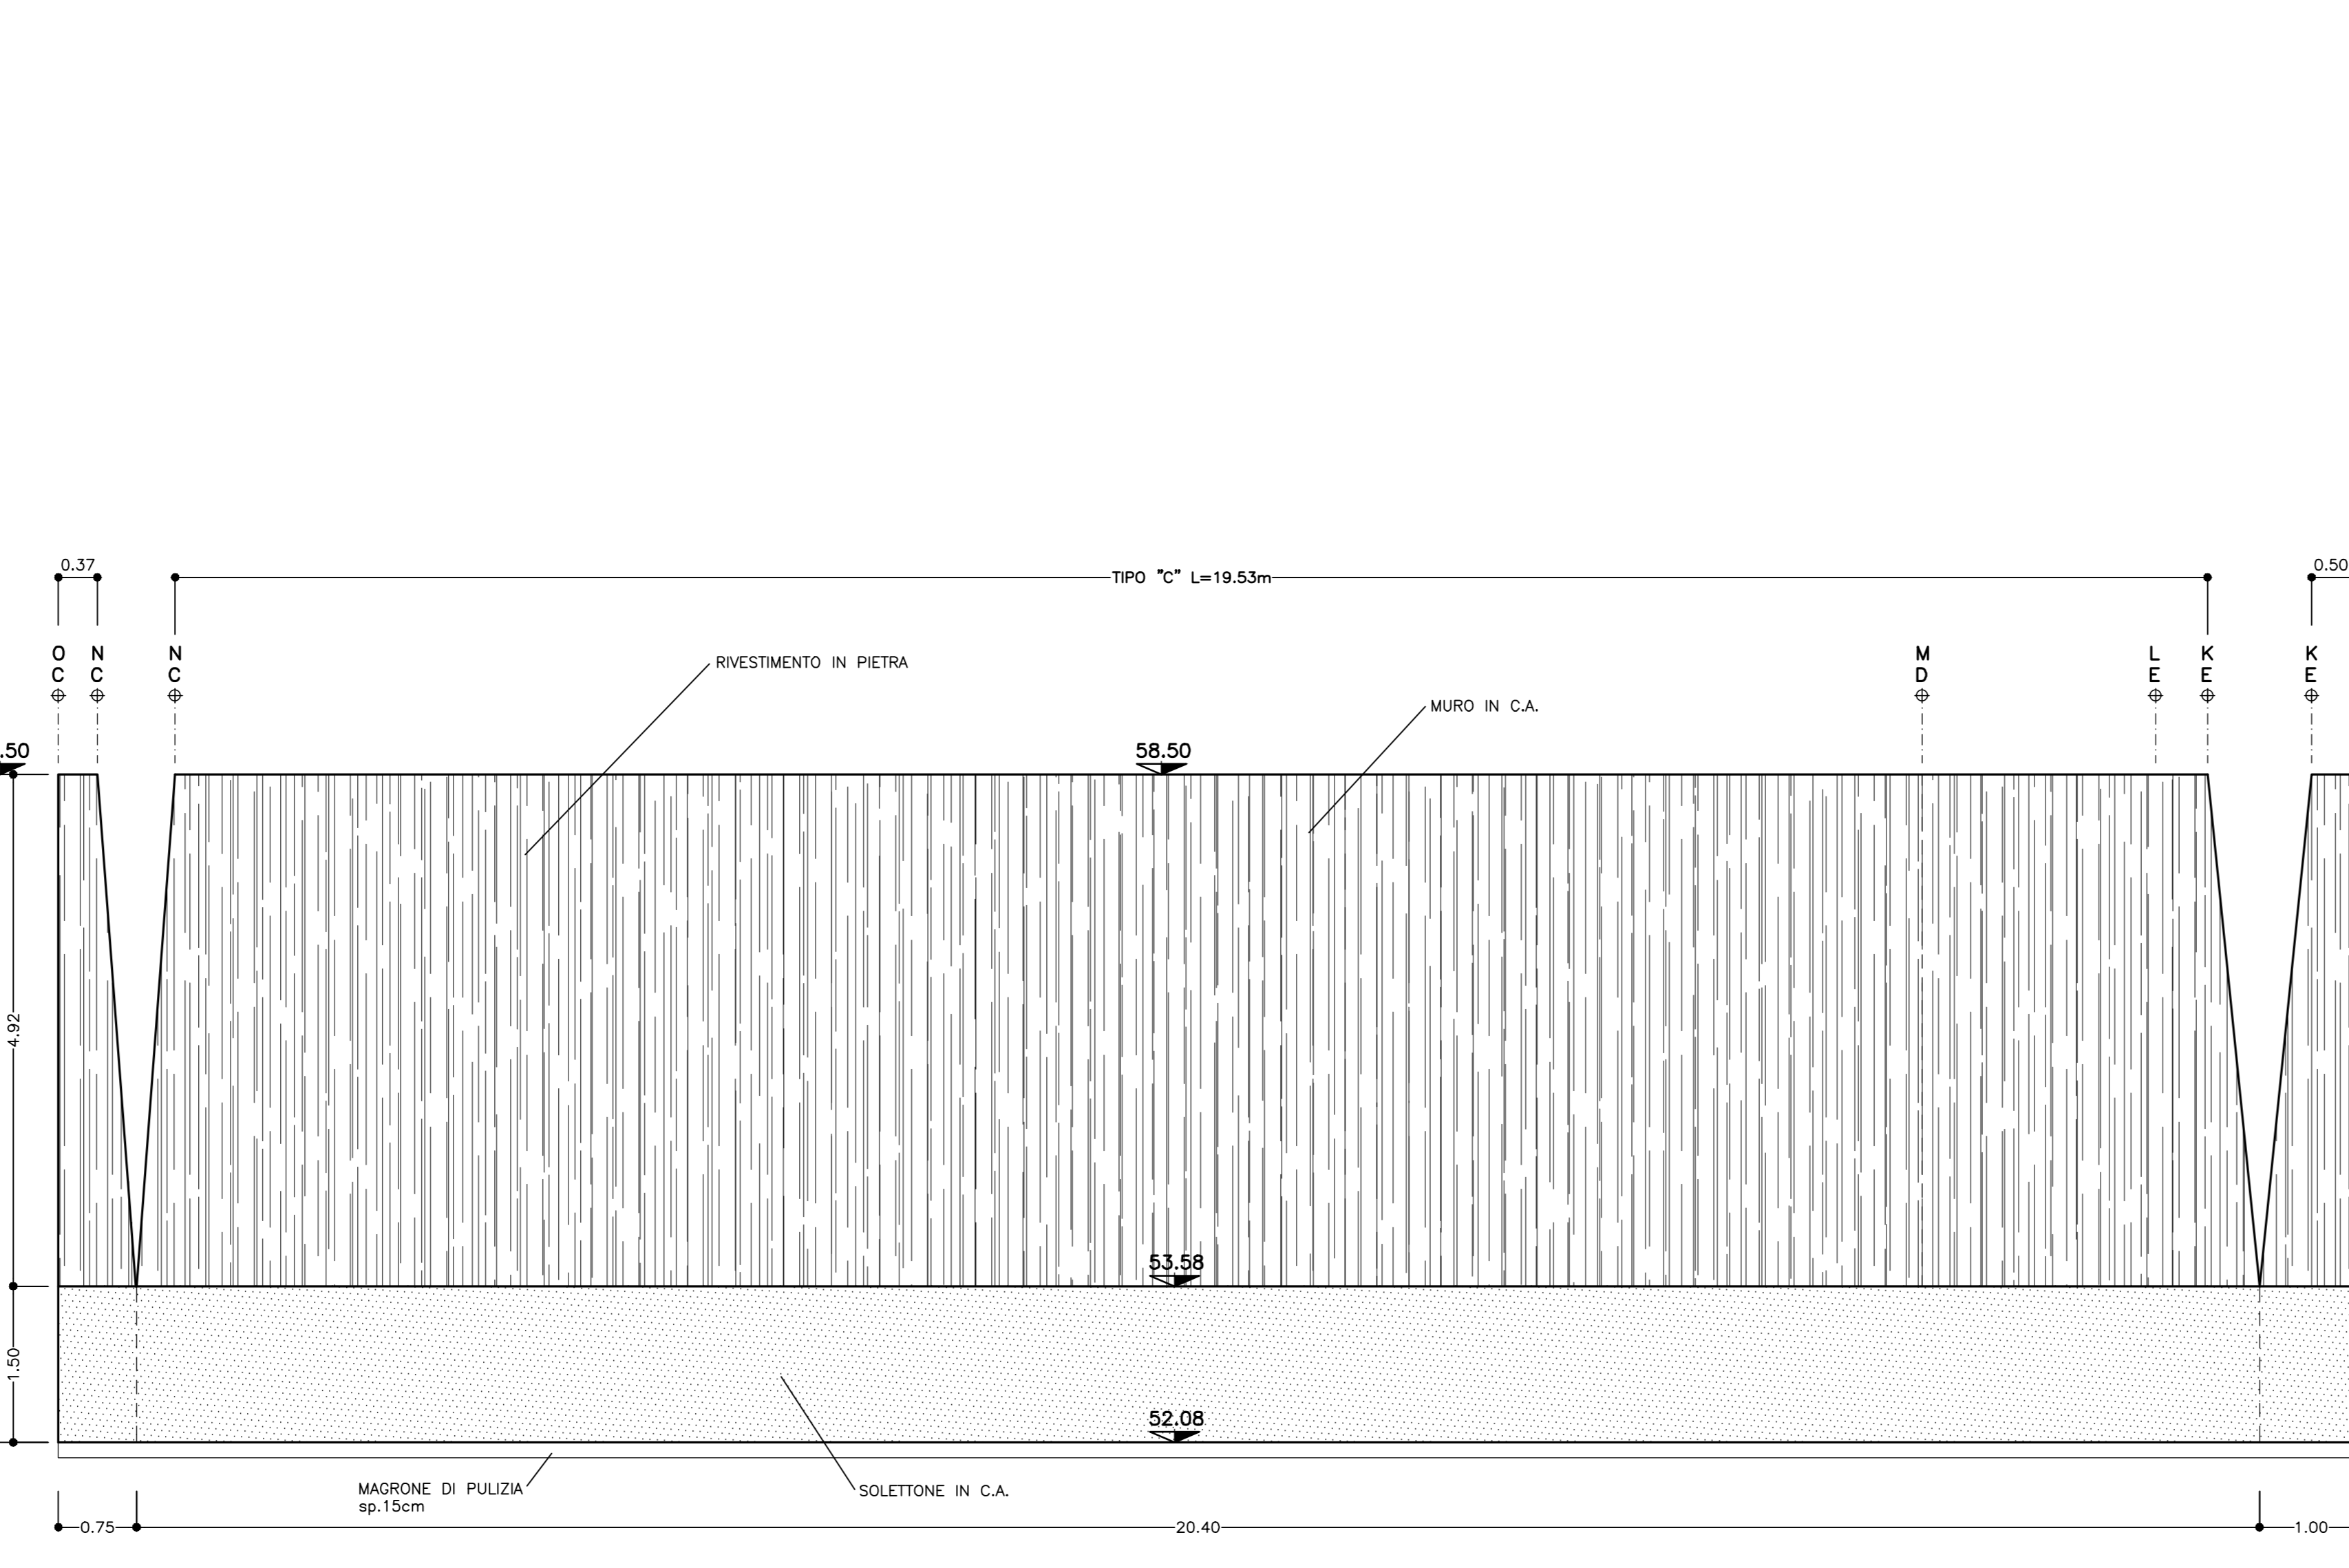 0.37
TIPO "C" L=19.53m
0.50
O N N M L K K
C C C D E E E
RIVESTIMENTO IN PIETRA
MURO IN C.A.
.50
58.50
4.92
53.58
1.50
52.08
MAGRONE DI PULIZIA
sp.15cm
SOLETTONE IN C.A.
0.75
20.40
1.00